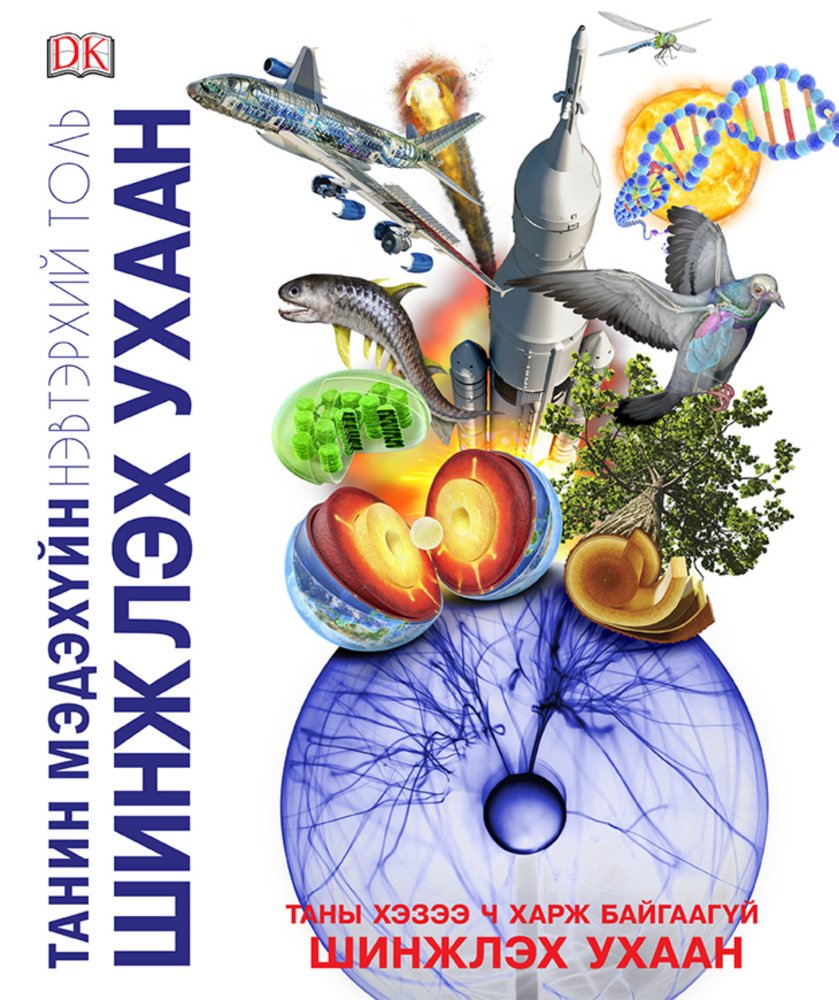 DK
ТАНИН МЭДЭХҮЙН НЭВТЭРХИЙ ТОЛЬ
ШИНЖЛЭХ УХААН
ТАНЫ ХЭЗЭЭ Ч ХАРЖ БАЙГААГҮЙ
ШИНЖЛЭХ УХААН